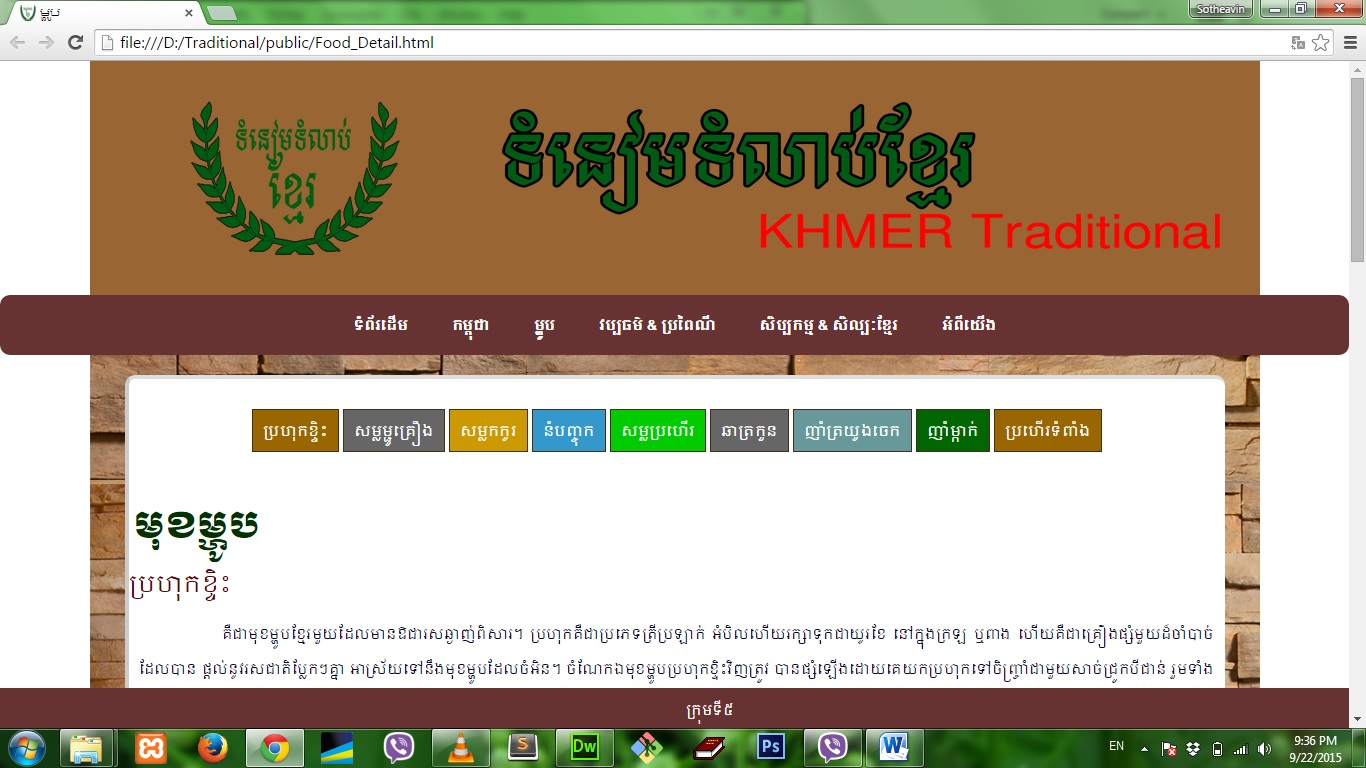 ម្ហូប
Sotheavin
file:///D:/Traditional/public/Food_Detail.html
ទំនៀមទំលាប់
ខ្មែរ
ទំនៀមទំលាប់ខ្មែរ
KHMER Traditional
ទំព័រដើម កម្ពុជា ម្ហូប វប្បធម៌ & ប្រពៃណី សិប្បកម្ម & សិល្បៈខ្មែរ អំពីយើង
ប្រហុកខ្ទិះ សម្លម្ជូគ្រឿង សម្លកកូរ នំបញ្ចុក សម្លប្រហើរ ឆាត្រកួន ញាំត្រយូងចេក ញាំម្កាក់ ប្រហើរទំពាំង
មុខម្ហូប
ប្រហុកខ្ទិះ
គឺជាមុខម្ហូបខ្មែរមួយដែលមានឱជារសឆ្ងាញ់ពិសារ។ ប្រហុកគឺជាប្រភេទត្រីប្រឡាក់ អំបិលហើយរក្សាទុកជាយូរខែ នៅក្នុងក្រឡ ឬពាង ហើយគឺជាគ្រឿងផ្សំមួយដ៏ចាំបាច់
ដែលបាន ផ្តល់នូវរសជាតិប្លែកៗគ្នា អាស្រ័យទៅនឹងមុខម្ហូបដែលចំអិន។ ចំណែកឯមុខម្ហូបប្រហុកខ្ទិះវិញត្រូវ បានផ្សំឡើងដោយគេយកប្រហុកទៅចិញ្ច្រាំជាមួយសាច់ជ្រូកបីជាន់ រួមទាំង
ក្រុមទី៥
EN
9:36 PM
9/22/2015